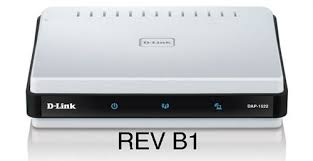 D-Link
D-Link
DAP-1522
REV B1